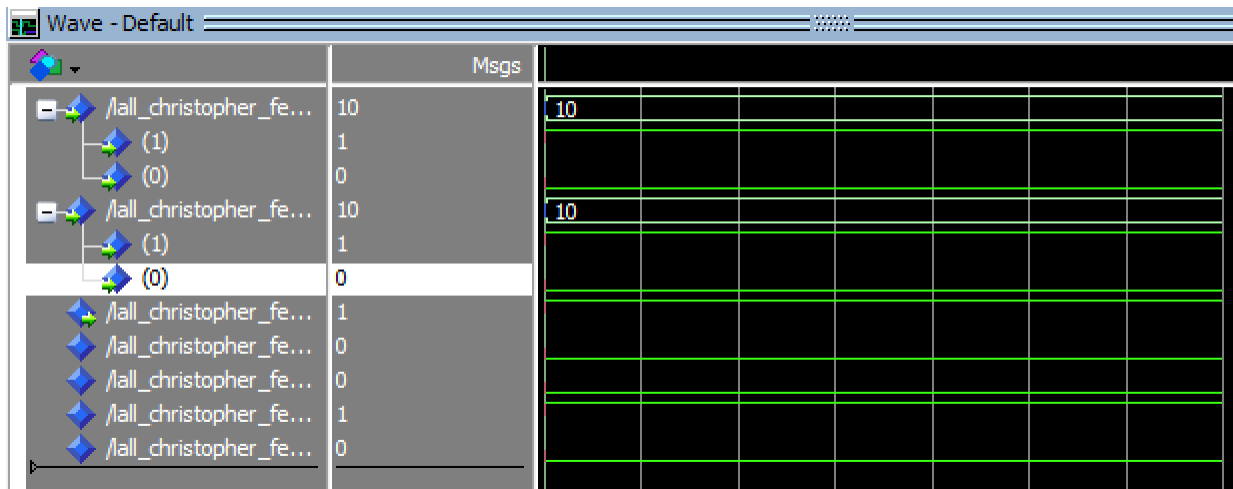 Wave - Default
Msgs
/lall_christopher_fe... 10 10
(1) 1
(0) 0
/lall_christopher_fe... 10 10
(1) 1
(0) 0
/lall_christopher_fe... 1
/lall_christopher_fe... 0
/lall_christopher_fe... 0
/lall_christopher_fe... 1
/lall_christopher_fe... 0